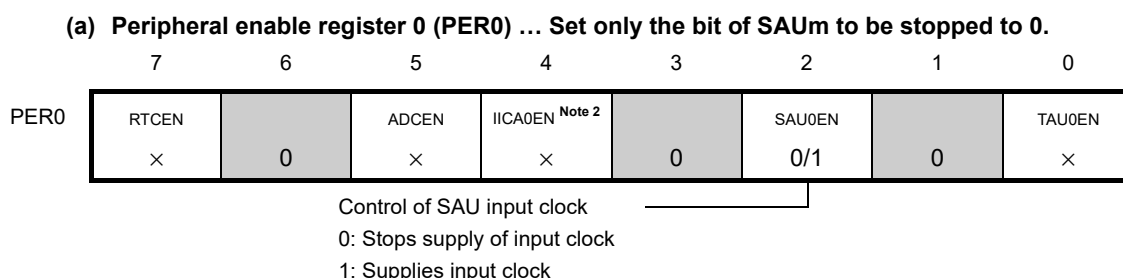 (a) Peripheral enable register 0 (PER0) … Set only the bit of SAUm to be stopped to 0.
7 6 5 4 3 2 1 0
PER0 RTCEN ADCEN IICA0EN Note 2 SAU0EN TAU0EN
× 0 × × 0 0/1 0 ×
Control of SAU input clock
0: Stops supply of input clock
1: Supplies input clock